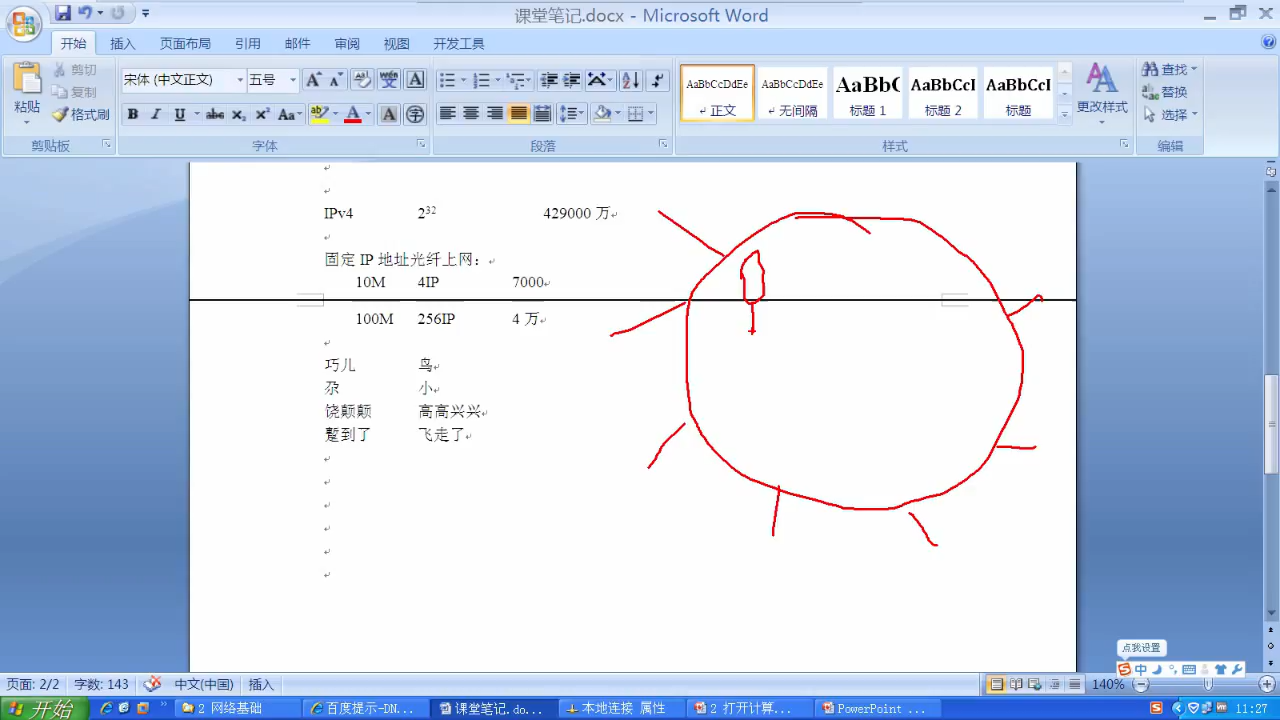 课堂笔记.docx - Microsoft Word
开始 插入 页面布局 引用 邮件 审阅 视图 开发工具
粘贴 剪切 复制 格式刷
宋体 (中文正文) 五号
AaBbCcDdEe AaBbCcDdEe AaBbC AaBbCcI AaBbCcI
正文 无间隔 标题 1 标题 2 标题
更改样式
查找 替换 选择
剪贴板 字体 段落 样式 编辑
IPv4 2³² 429000 万
固定 IP 地址光纤上网:
10M 4IP 7000
100M 256IP 4 万
巧儿 鸟
尕 小
饶颠颠 高高兴兴
踅到了 飞走了
点我设置
中
页面: 2/2 字数: 143 中文(中国) 插入 140%
开始 2 网络基础 百度提示-DN... 课堂笔记.do... 本地连接 属性 2 打开计算... PowerPoint ... 11:27